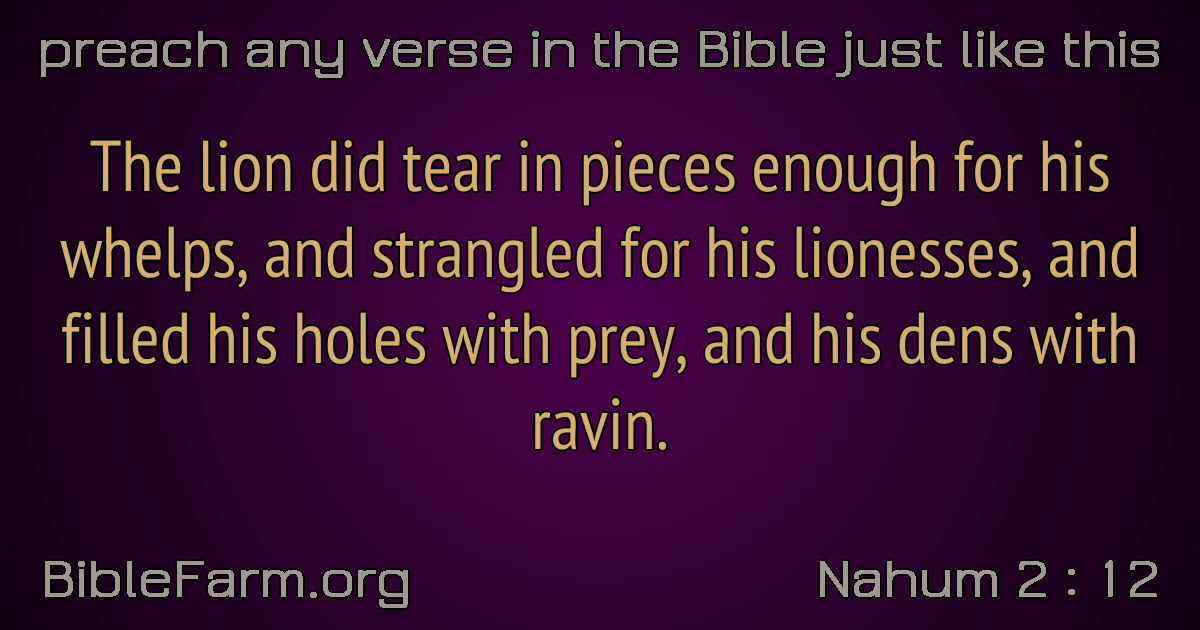 preach any verse in the Bible just like this
The lion did tear in pieces enough for his
whelps, and strangled for his lionesses, and
filled his holes with prey, and his dens with
ravin.
BibleFarm.org
Nahum 2 : 12